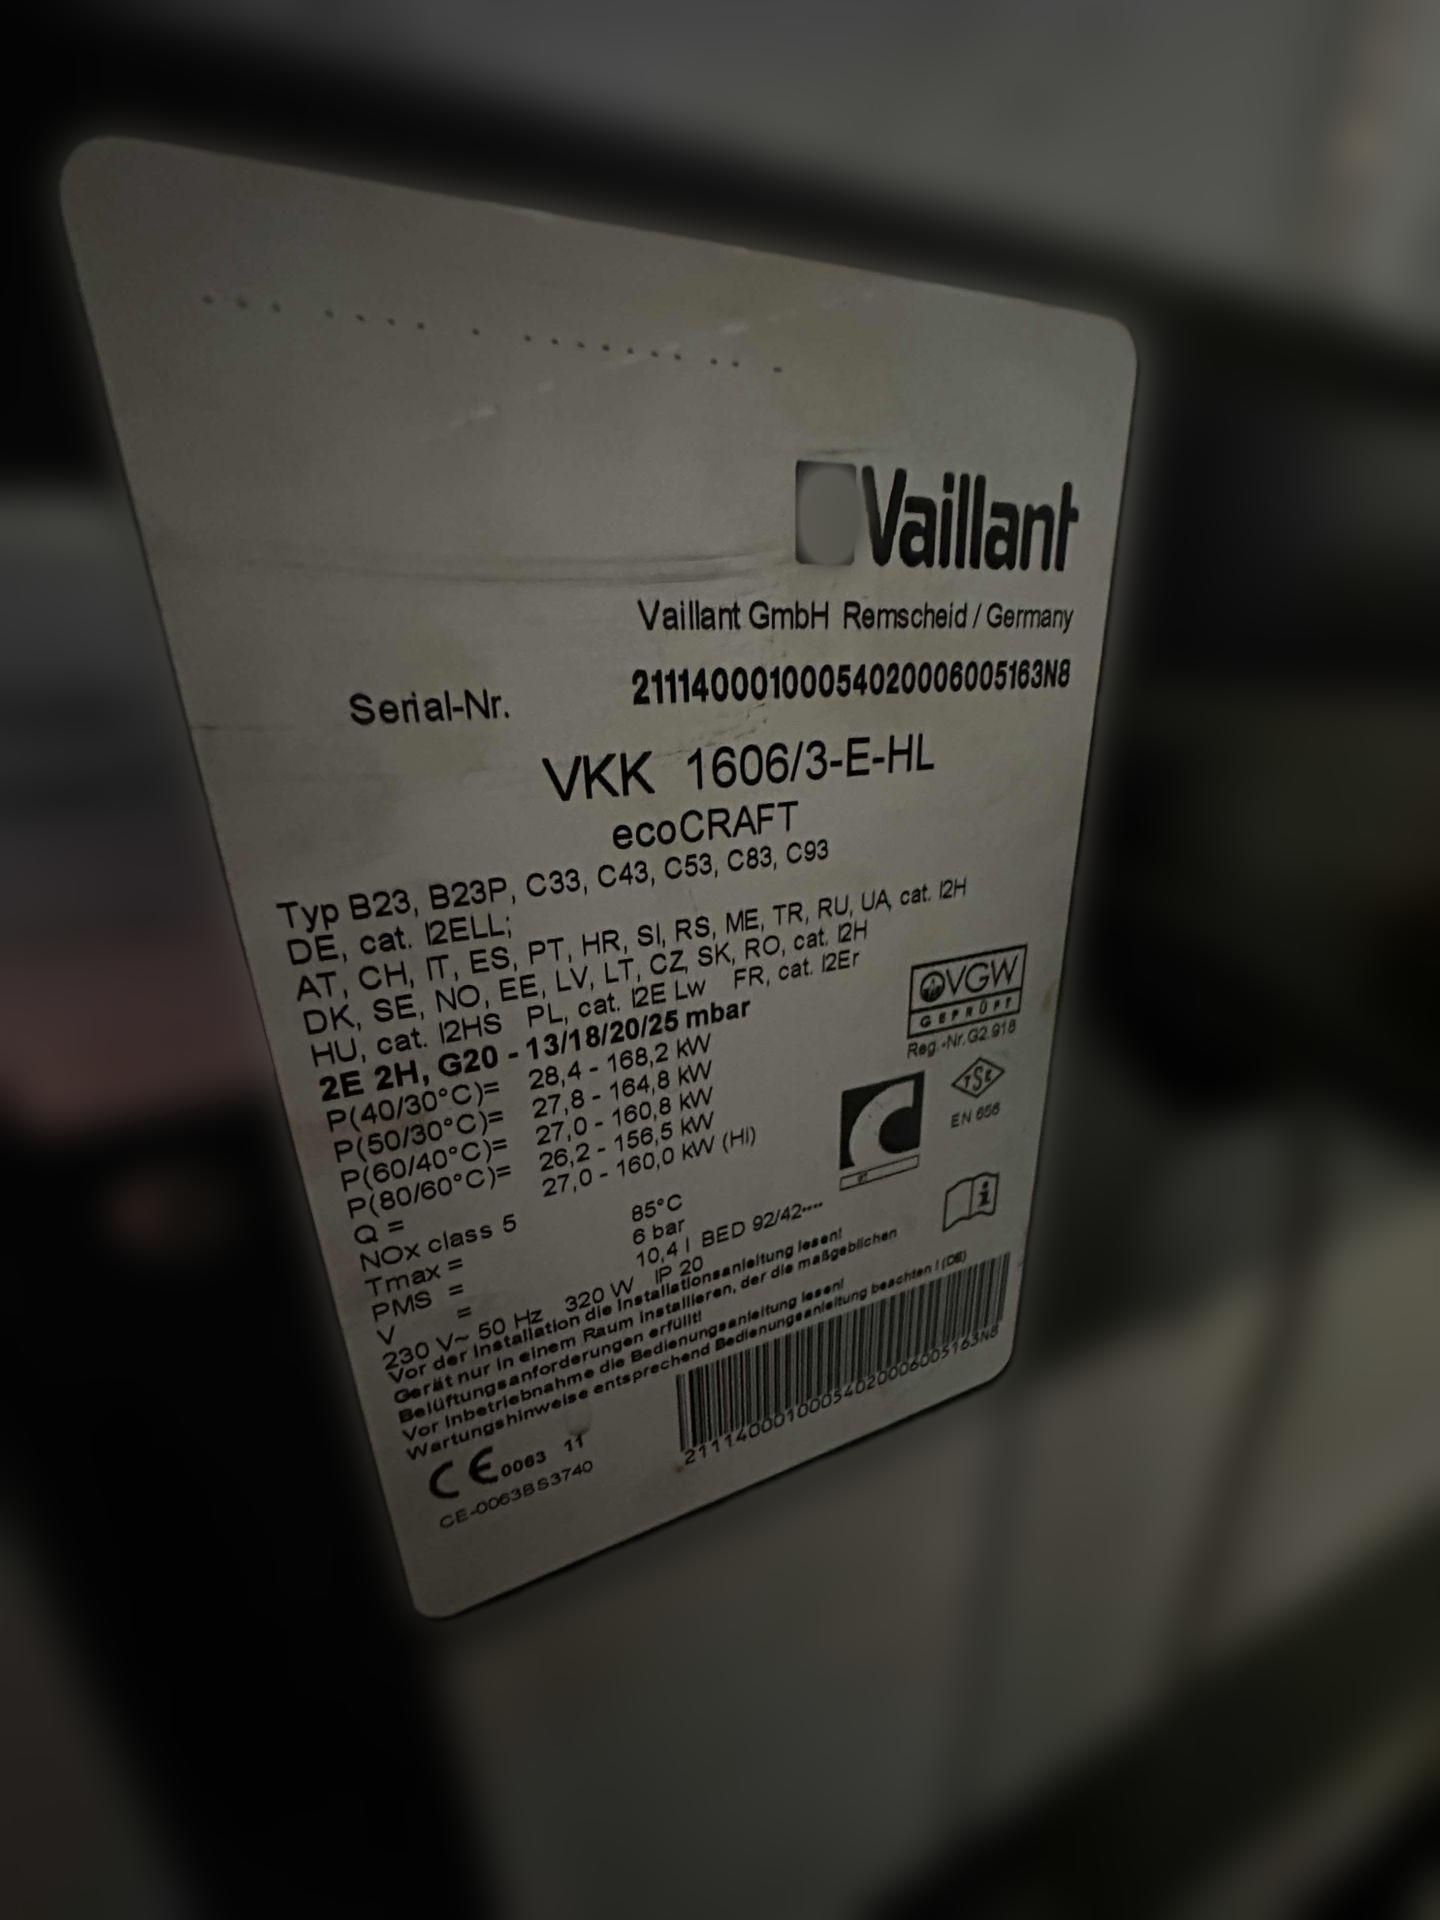 Vaillant
Vaillant GmbH Remscheid / Germany
Serial-Nr. 21114000100054020006005163N8
VKK 1606/3-E-HL
ecoCRAFT
Typ B23, B23P, C33, C43, C53, C83, C93
DE, cat. I2ELL;
AT, CH, IT, ES, PT, HR, SI, RS, ME, TR, RU, UA, cat. I2H
DK, SE, NO, EE, LV, LT, CZ, SK, RO, cat. I2H
HU, cat. I2HS PL, cat. I2E Lw FR, cat. I2Er
2E 2H, G20 - 13/18/20/25 mbar
P(40/30°C)= 28,4 - 168,2 kW
P(50/30°C)= 27,8 - 164,8 kW
P(60/40°C)= 27,0 - 160,8 kW
P(80/60°C)= 26,2 - 156,5 kW
Q = 27,0 - 160,0 kW (Hi)
NOx class 5
Tmax = 85°C
PMS = 6 bar
V = 10,4 l BED 92/42····
230 V~ 50 Hz 320 W IP 20
Vor der Installation die Installationsanleitung lesen!
Gerät nur in einem Raum installieren, der die maßgeblichen
Belüftungsanforderungen erfüllt!
Vor Inbetriebnahme die Bedienungsanleitung lesen!
Wartungshinweise entsprechend Bedienungsanleitung beachten ! (DE)
DVGW
GEPRÜFT
Reg.-Nr.G2.918
TSE
EN 656
CE 0063 11
CE-0063BS3740
21114000100054020006005163N8